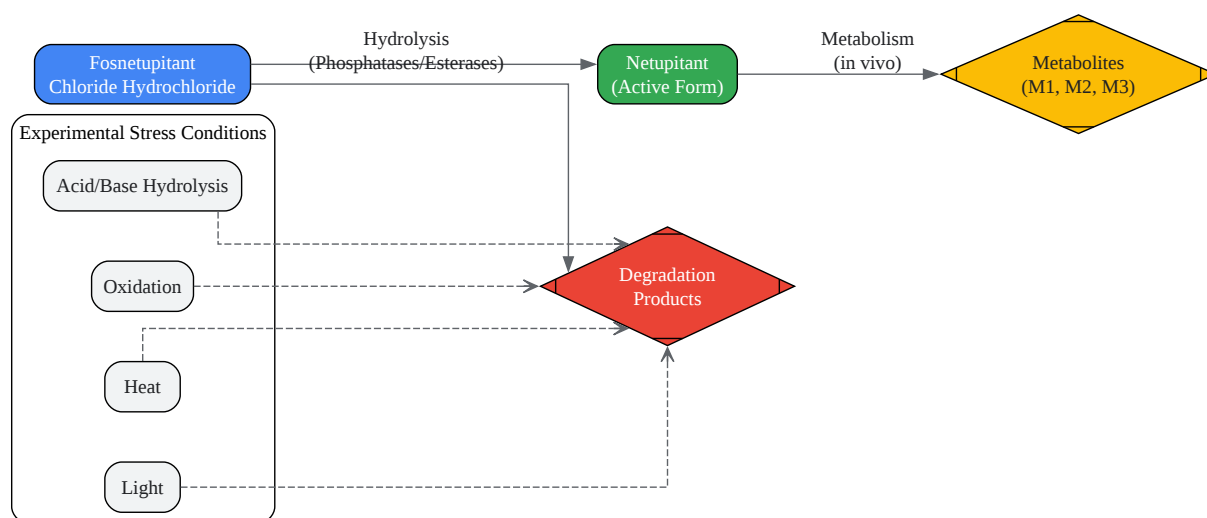 Fosnetupitant
Chloride Hydrochloride
Hydrolysis
(Phosphatases/Esterases)
Netupitant
(Active Form)
Metabolism
(in vivo)
Metabolites
(M1, M2, M3)
Experimental Stress Conditions
Acid/Base Hydrolysis
Oxidation
Heat
Light
Degradation
Products